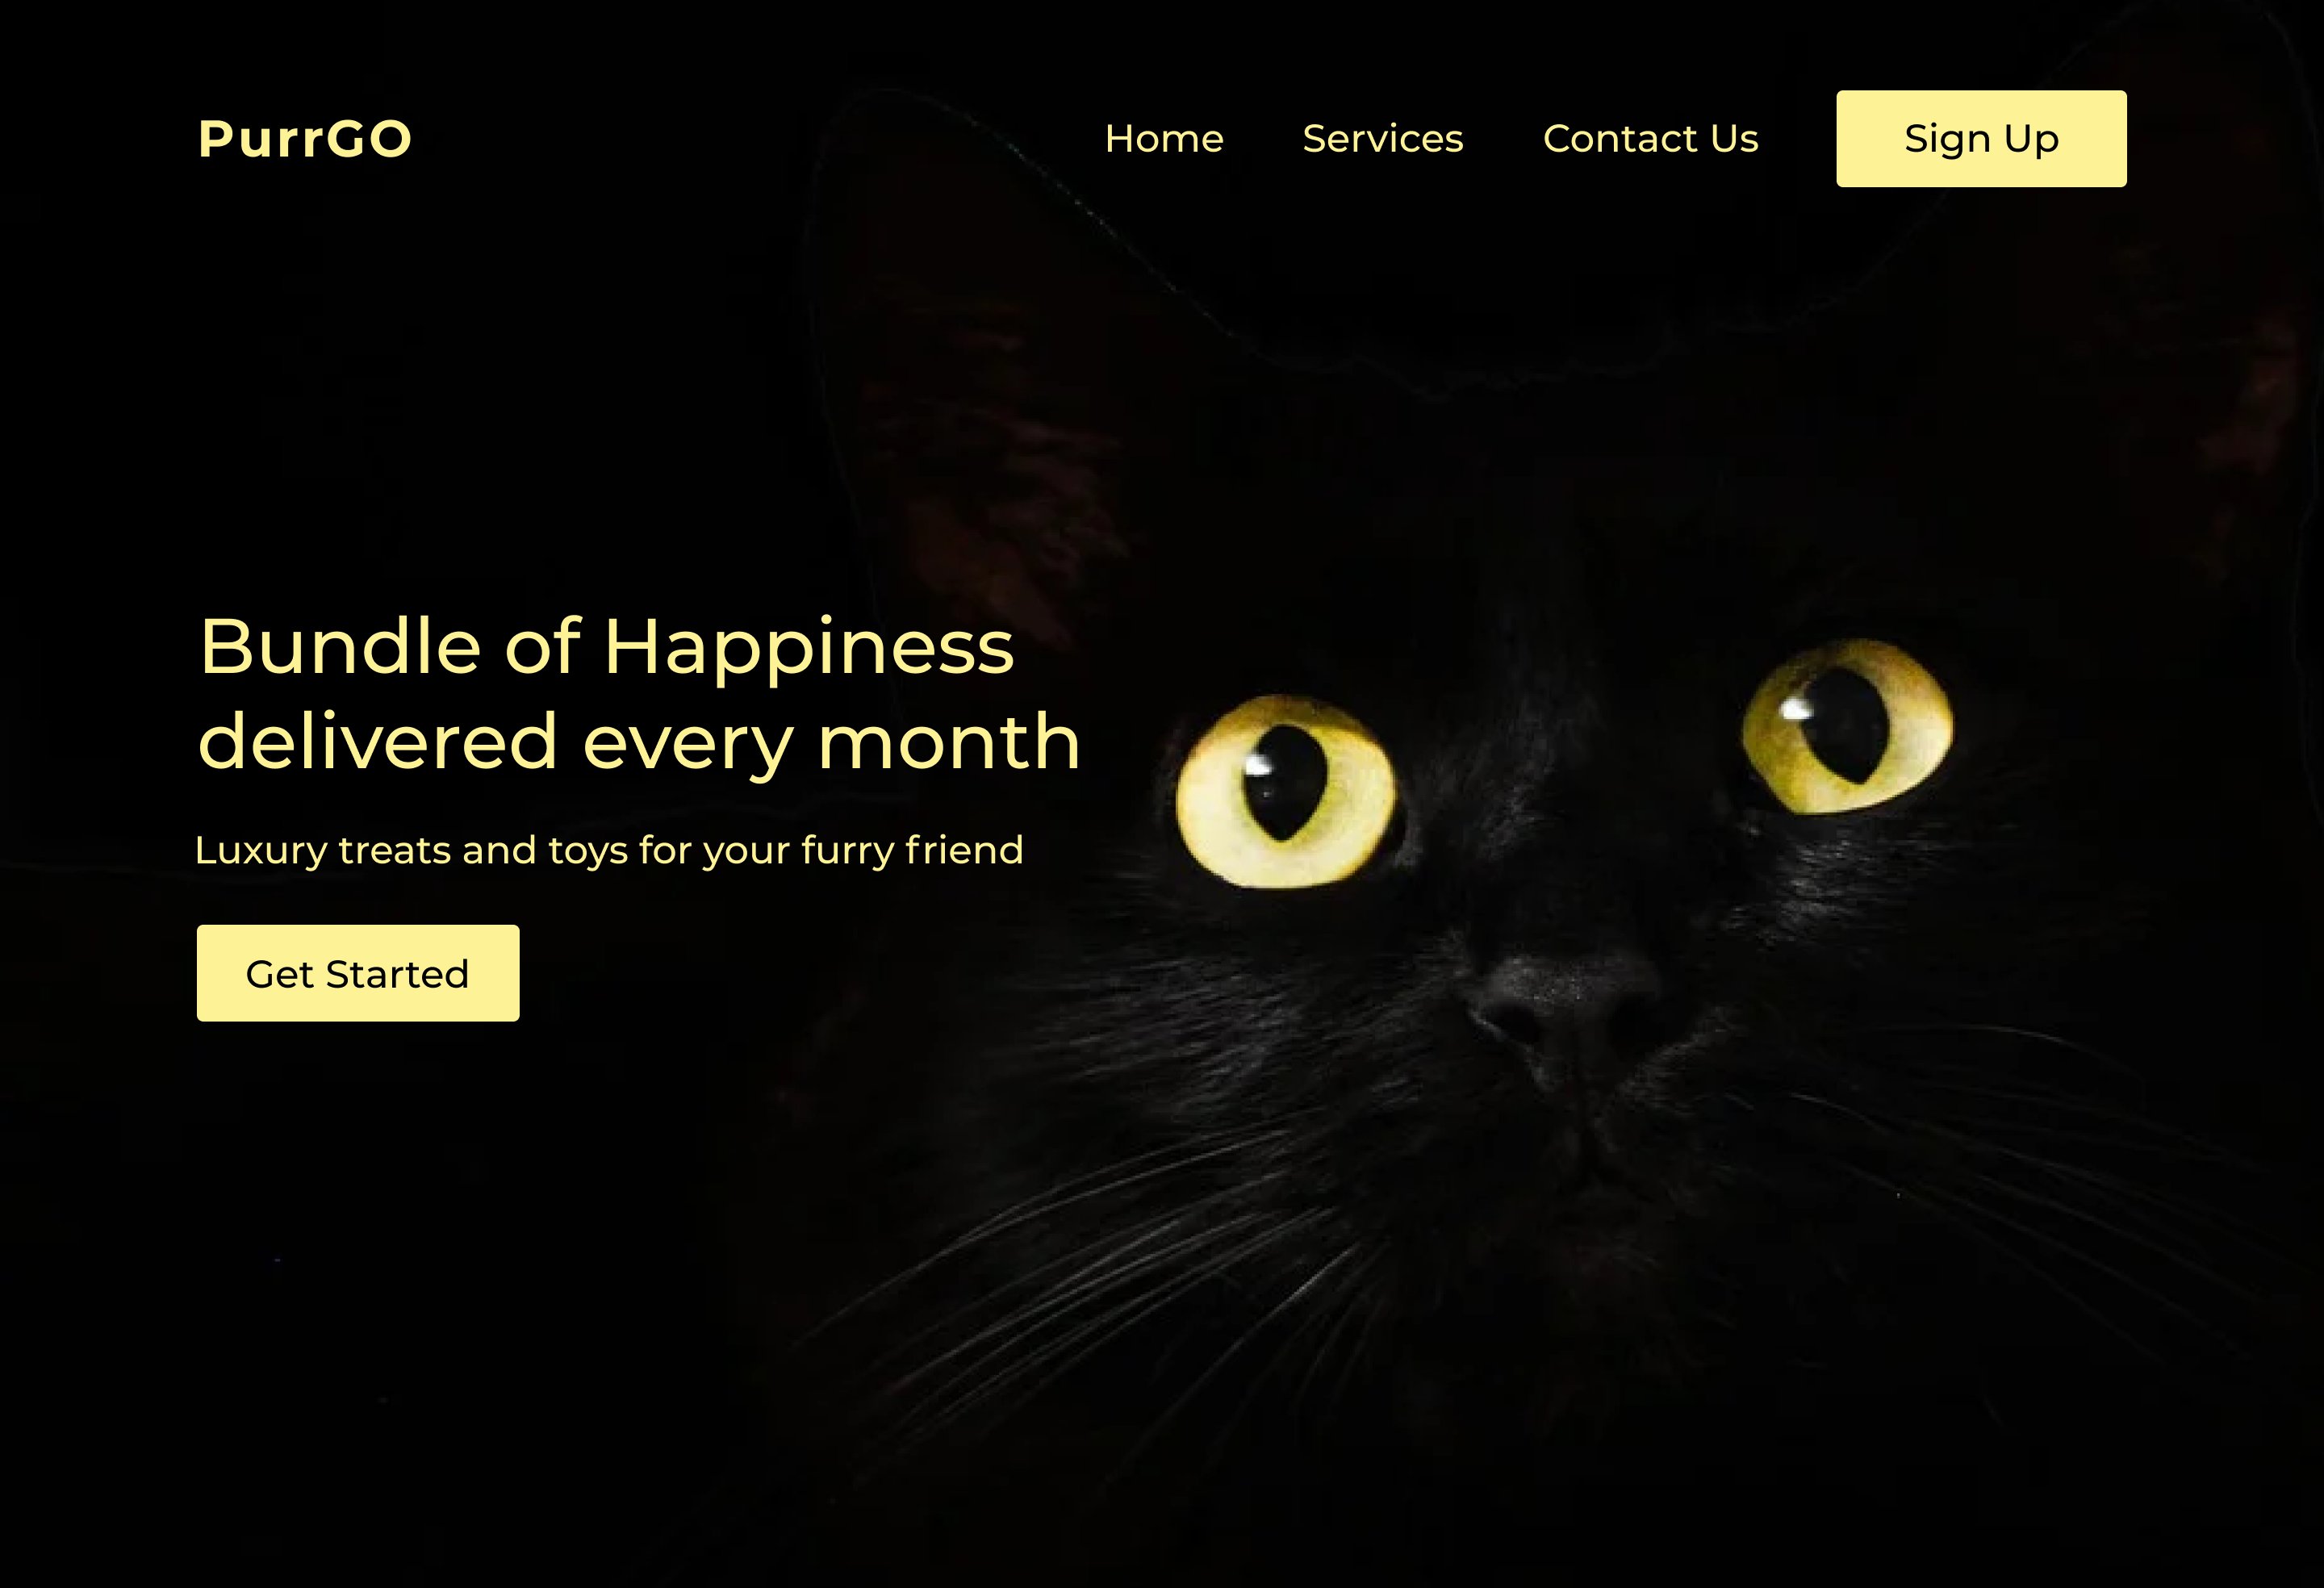 PurrGO
Home
Services
Contact Us
Sign Up
Bundle of Happiness
delivered every month
Luxury treats and toys for your furry friend
Get Started